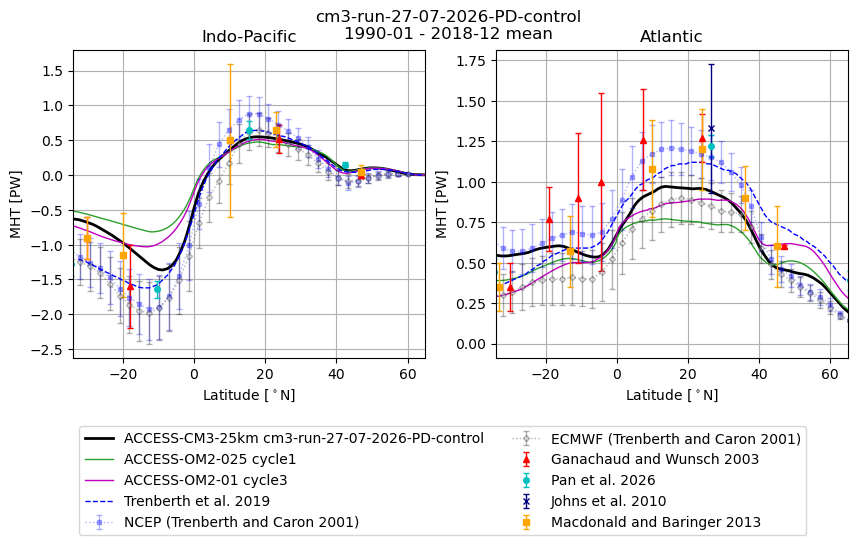 cm3-run-27-07-2026-PD-control
1990-01 - 2018-12 mean
Indo-Pacific
Atlantic
MHT [PW]
1.5
1.0
0.5
0.0
−0.5
−1.0
−1.5
−2.0
−2.5
−20
0
20
40
60
Latitude [°N]
MHT [PW]
1.75
1.50
1.25
1.00
0.75
0.50
0.25
0.00
−20
0
20
40
60
Latitude [°N]
ACCESS-CM3-25km cm3-run-27-07-2026-PD-control
ACCESS-OM2-025 cycle1
ACCESS-OM2-01 cycle3
Trenberth et al. 2019
NCEP (Trenberth and Caron 2001)
ECMWF (Trenberth and Caron 2001)
Ganachaud and Wunsch 2003
Pan et al. 2026
Johns et al. 2010
Macdonald and Baringer 2013